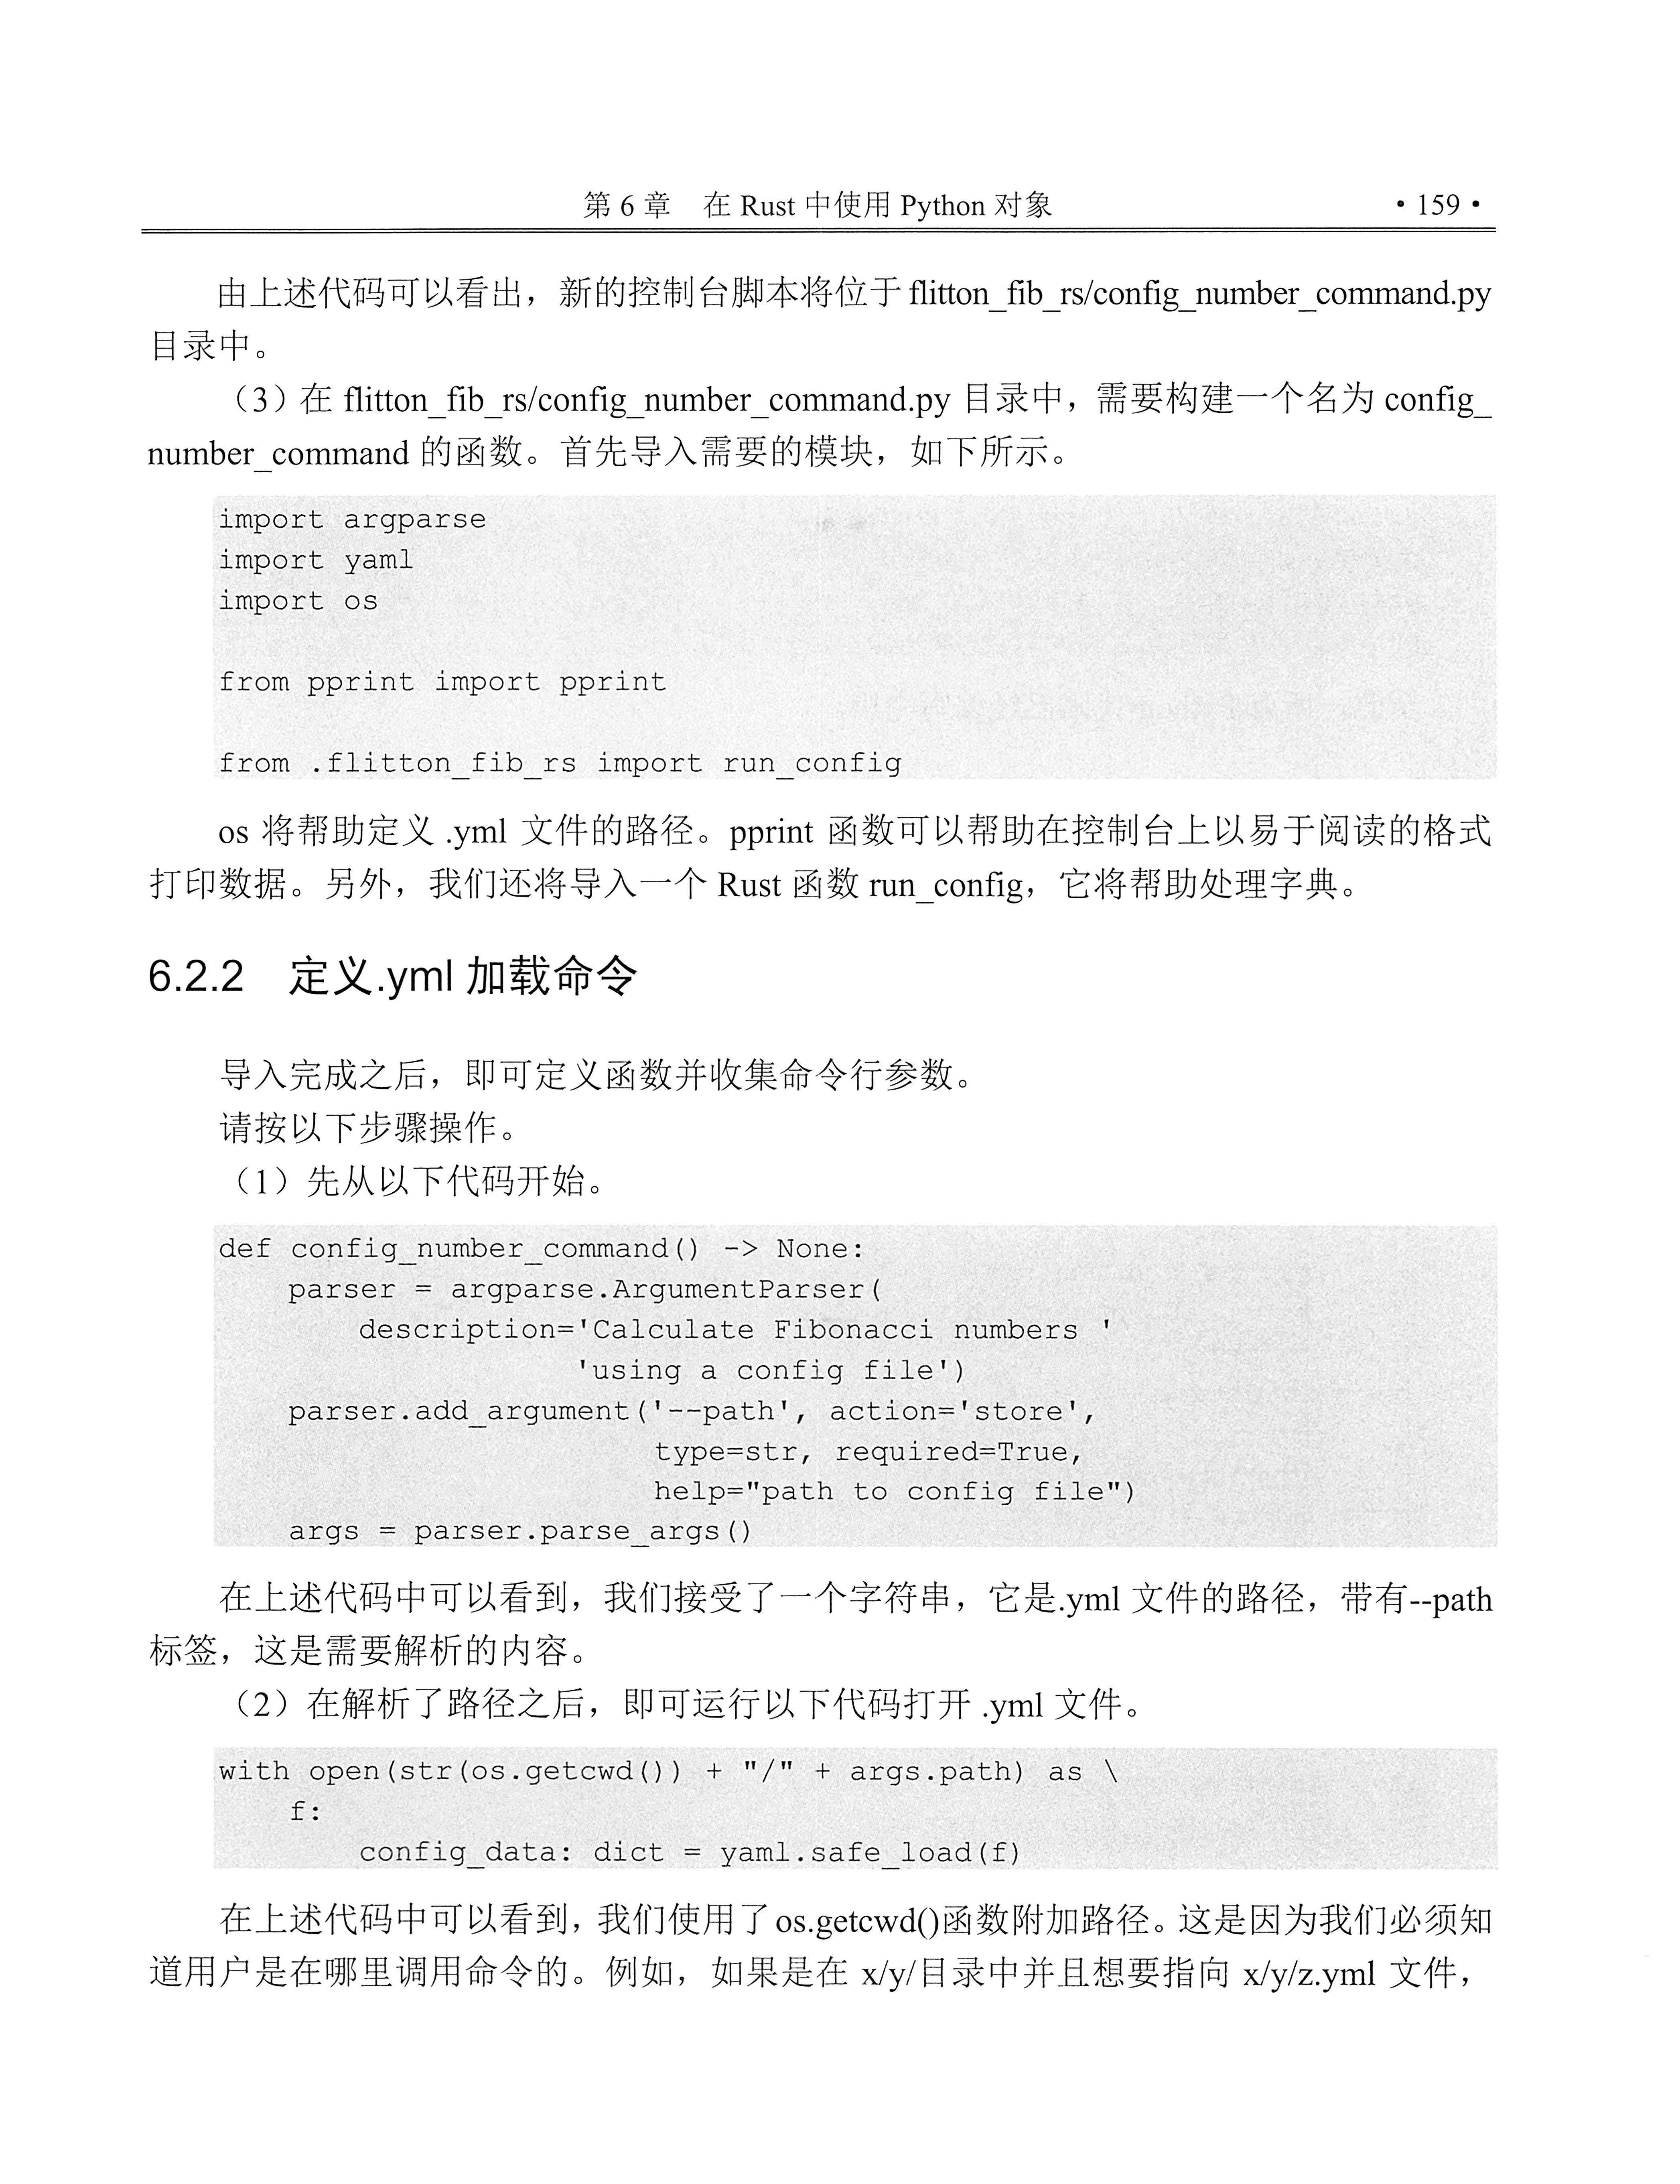 第 6 章　在 Rust 中使用 Python 对象 • 159 •
由上述代码可以看出，新的控制台脚本将位于 flitton_fib_rs/config_number_command.py
目录中。
（3）在 flitton_fib_rs/config_number_command.py 目录中，需要构建一个名为 config_
number_command 的函数。首先导入需要的模块，如下所示。
import argparse
import yaml
import os
from pprint import pprint
from .flitton_fib_rs import run_config
os 将帮助定义 .yml 文件的路径。pprint 函数可以帮助在控制台上以易于阅读的格式
打印数据。另外，我们还将导入一个 Rust 函数 run_config，它将帮助处理字典。
6.2.2　定义.yml 加载命令
导入完成之后，即可定义函数并收集命令行参数。
请按以下步骤操作。
（1）先从以下代码开始。
def config_number_command() -> None:
    parser = argparse.ArgumentParser(
        description='Calculate Fibonacci numbers '
                    'using a config file')
    parser.add_argument('--path', action='store',
                        type=str, required=True,
                        help="path to config file")
    args = parser.parse_args()
在上述代码中可以看到，我们接受了一个字符串，它是.yml 文件的路径，带有--path
标签，这是需要解析的内容。
（2）在解析了路径之后，即可运行以下代码打开 .yml 文件。
with open(str(os.getcwd()) + "/" + args.path) as \
    f:
        config_data: dict = yaml.safe_load(f)
在上述代码中可以看到，我们使用了os.getcwd()函数附加路径。这是因为我们必须知
道用户是在哪里调用命令的。例如，如果是在 x/y/目录中并且想要指向 x/y/z.yml 文件，